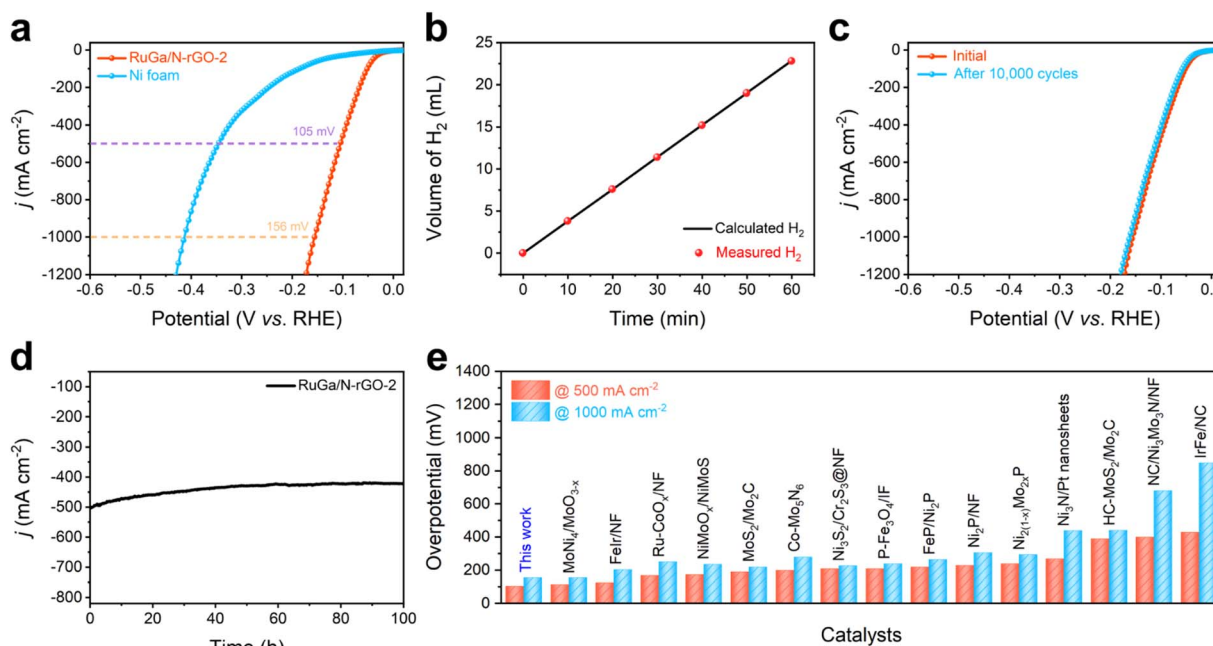 a
0
-200
-400
-600
-800
-1000
-1200
j (mA cm⁻²)
RuGa/N-rGO-2
Ni foam
105 mV
156 mV
-0.6 -0.5 -0.4 -0.3 -0.2 -0.1 0.0
Potential (V vs. RHE)
b
25
20
15
10
5
0
Volume of H₂ (mL)
Calculated H₂
Measured H₂
0 10 20 30 40 50 60
Time (min)
c
0
-200
-400
-600
-800
-1000
-1200
j (mA cm⁻²)
Initial
After 10,000 cycles
-0.6 -0.5 -0.4 -0.3 -0.2 -0.1
Potential (V vs. RHE)
d
-100
-200
-300
-400
-500
-600
-700
-800
j (mA cm⁻²)
RuGa/N-rGO-2
0 20 40 60 80 100
e
1400
1200
1000
800
600
400
200
0
Overpotential (mV)
@ 500 mA cm⁻²
@ 1000 mA cm⁻²
This work
MoNi₄/MoO₃₋ₓ
FeIr/NF
Ru-CoOₓ/NF
NiMoOₓ/NiMoS
MoS₂/Mo₂C
Co-Mo₅N₆
Ni₃S₂/Cr₂S₃@NF
P-Fe₃O₄/IF
FeP/Ni₂P
Ni₂P/NF
Ni₂₍₁₋ₓ₎Mo₂ₓP
Ni₃N/Pt nanosheets
HC-MoS₂/Mo₂C
NC/Ni₃Mo₃N/NF
IrFe/NC
Catalysts